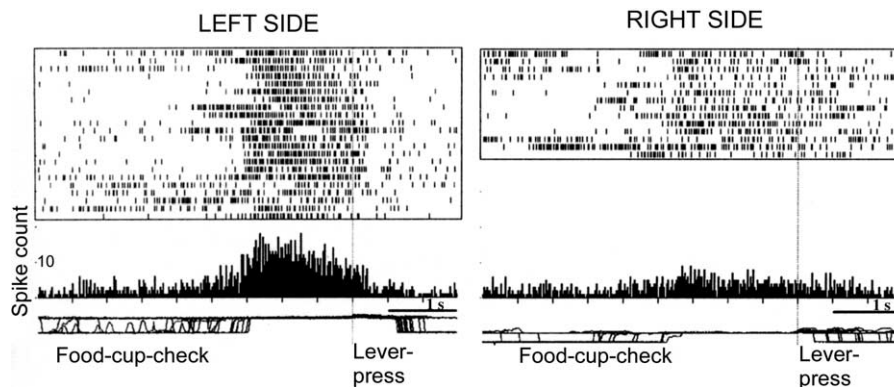 LEFT SIDE
RIGHT SIDE
Spike count
10
1 s
1 s
Food-cup-check
Lever-
press
Food-cup-check
Lever-
press